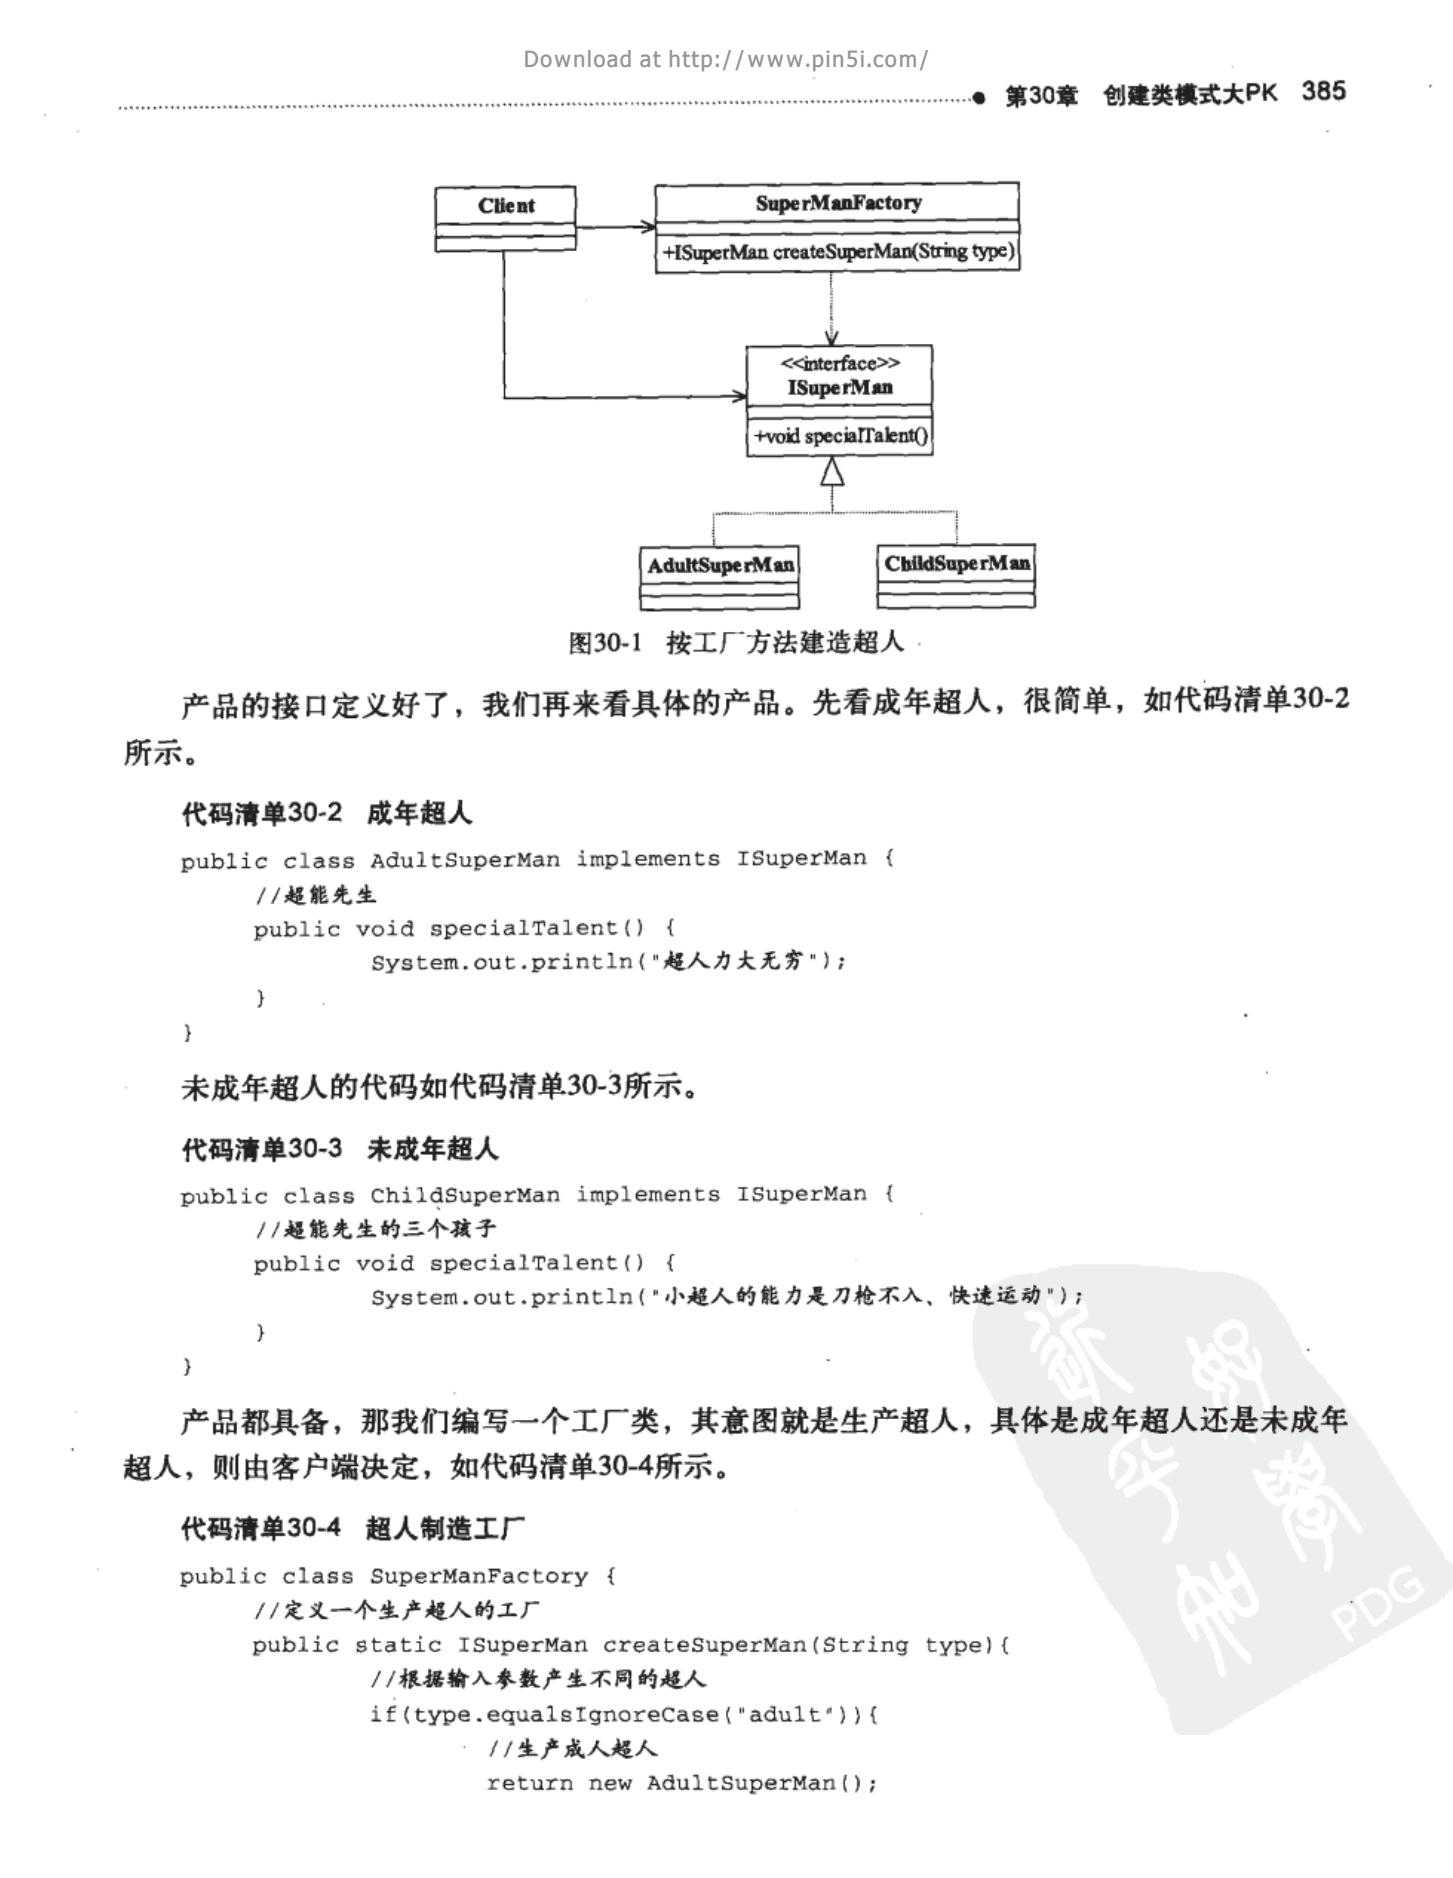 Download at http://www.pin5i.com/
第30章 创建类模式大PK 385
Client
SuperManFactory
+ISuperMan createSuperMan(String type)
<<interface>>
ISuperMan
+void specialTalent()
AdultSuperMan
ChildSuperMan
图30-1 按工厂方法建造超人
产品的接口定义好了，我们再来看具体的产品。先看成年超人，很简单，如代码清单30-2
所示。
代码清单30-2 成年超人
public class AdultSuperMan implements ISuperMan {
//超能先生
public void specialTalent() {
System.out.println("超人力大无穷");
}
}
未成年超人的代码如代码清单30-3所示。
代码清单30-3 未成年超人
public class ChildSuperMan implements ISuperMan {
//超能先生的三个孩子
public void specialTalent() {
System.out.println("小超人的能力是刀枪不入、快速运动");
}
}
产品都具备，那我们编写一个工厂类，其意图就是生产超人，具体是成年超人还是未成年
超人，则由客户端决定，如代码清单30-4所示。
代码清单30-4 超人制造工厂
public class SuperManFactory {
//定义一个生产超人的工厂
public static ISuperMan createSuperMan(String type){
//根据输入参数产生不同的超人
if(type.equalsIgnoreCase("adult")){
//生产成人超人
return new AdultSuperMan();
PDG